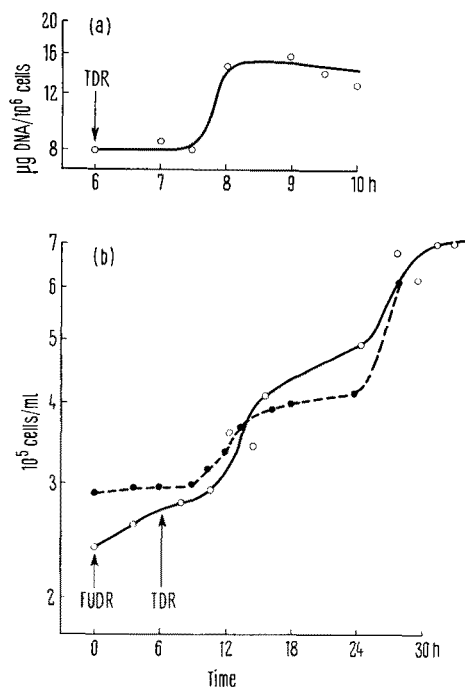 (a)
20
16
12
8
µg DNA/10⁶ cells
TDR
6 7 8 9 10 h
(b)
7
6
5
4
3
2
10⁵ cells/ml
FUDR
TDR
0 6 12 18 24 30 h
Time